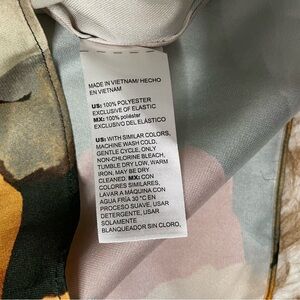 MADE IN VIETNAM/ HECHO
EN VIETNAM
US: 100% POLYESTER
EXCLUSIVE OF ELASTIC
MX: 100% poliéster
EXCLUSIVO DEL ELÁSTICO
US: WITH SIMILAR COLORS,
MACHINE WASH COLD,
GENTLE CYCLE, ONLY
NON-CHLORINE BLEACH,
TUMBLE DRY LOW, WARM
IRON, MAY BE DRY
CLEANED. MX: CON
COLORES SIMILARES,
LAVAR A MÁQUINA CON
AGUA FRÍA 30 °C EN
PROCESO SUAVE, USAR
DETERGENTE, USAR
SOLAMENTE
BLANQUEADOR SIN CLORO,